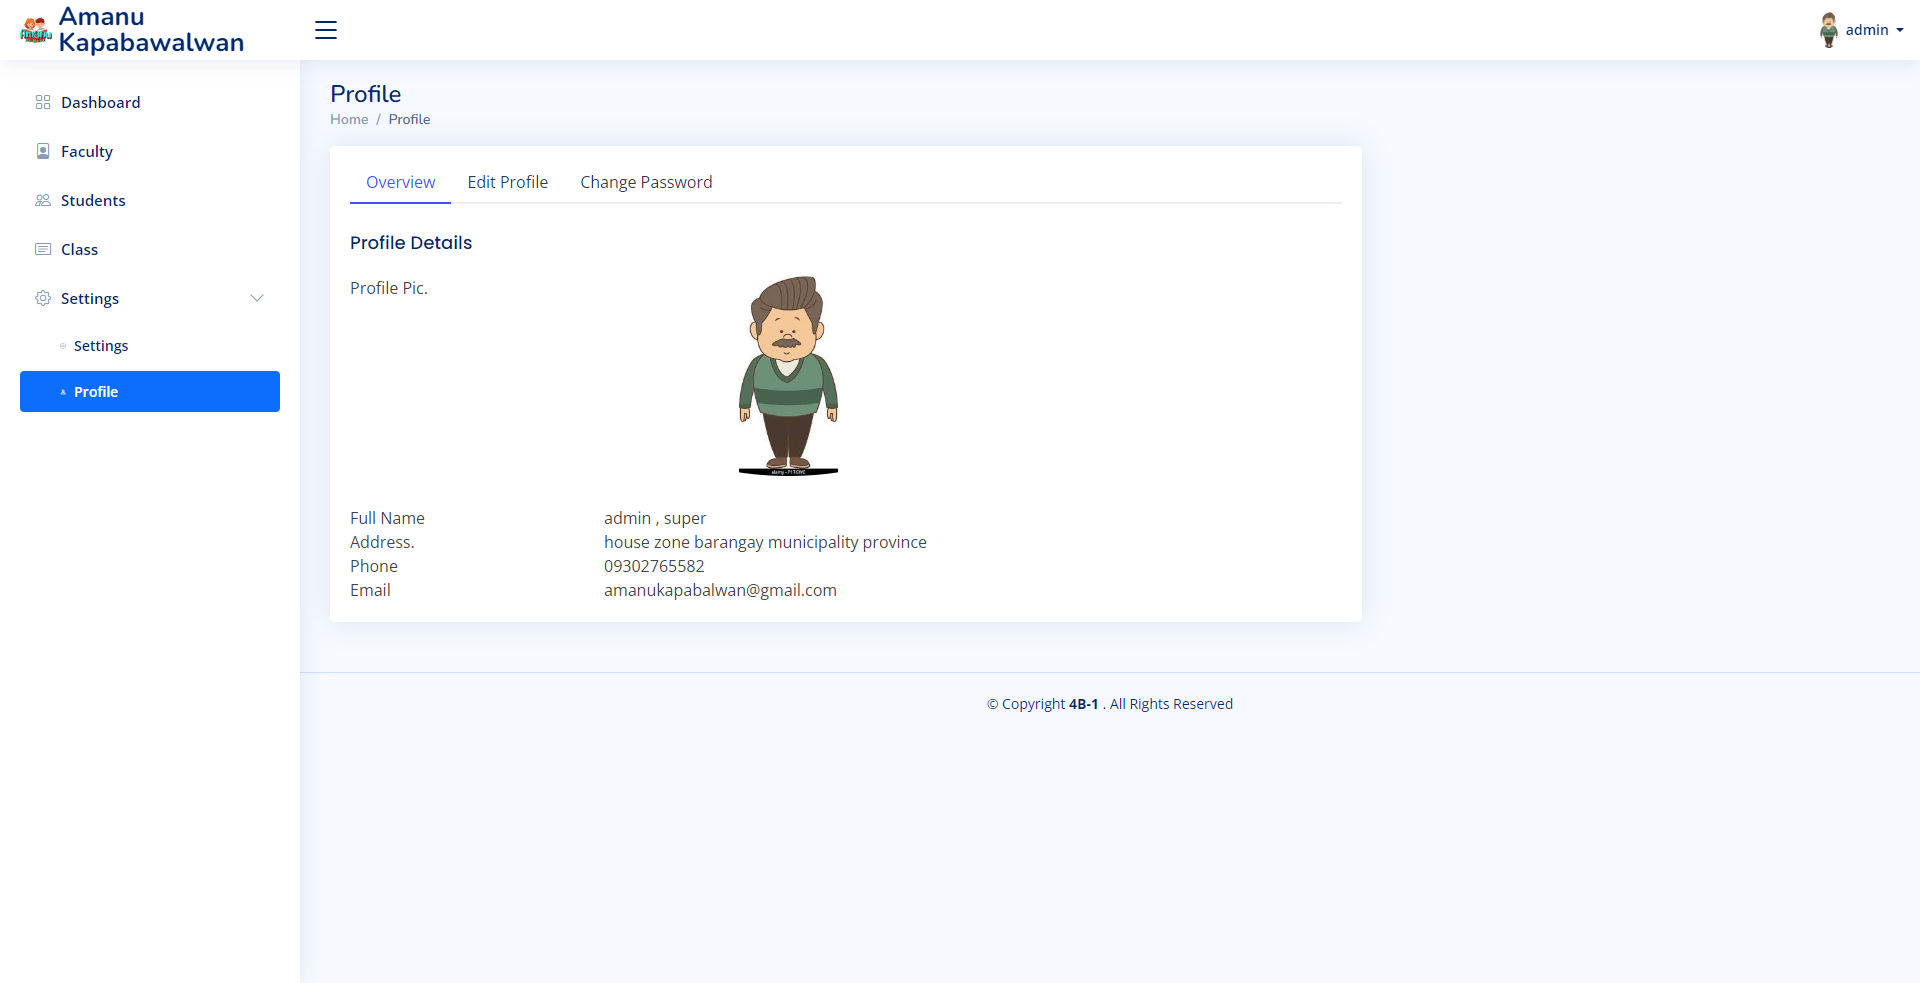 Amanu
Kapabawalwan
admin
Dashboard
Faculty
Students
Class
Settings
Settings
Profile
Profile
Home / Profile
Overview Edit Profile Change Password
Profile Details
Profile Pic.
Full Name admin , super
Address. house zone barangay municipality province
Phone 09302765582
Email amanukapabalwan@gmail.com
© Copyright 4B-1 . All Rights Reserved